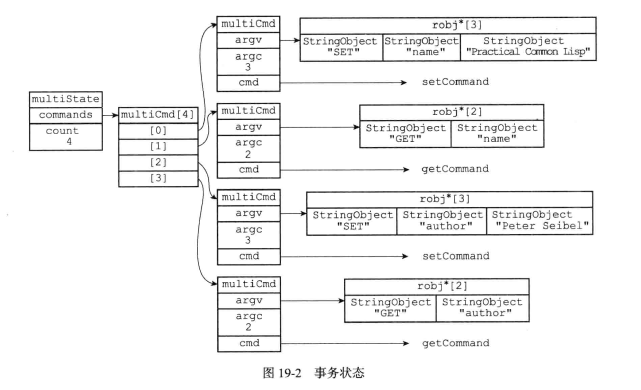 multiState
commands
count
4
multiCmd[4]
[0]
[1]
[2]
[3]
multiCmd
argv
argc
3
cmd
robj*[3]
StringObject "SET"
StringObject "name"
StringObject "Practical Common Lisp"
setCommand
multiCmd
argv
argc
2
cmd
robj*[2]
StringObject "GET"
StringObject "name"
getCommand
multiCmd
argv
argc
3
cmd
robj*[3]
StringObject "SET"
StringObject "author"
StringObject "Peter Seibel"
setCommand
multiCmd
argv
argc
2
cmd
robj*[2]
StringObject "GET"
StringObject "author"
getCommand
图 19-2 事务状态